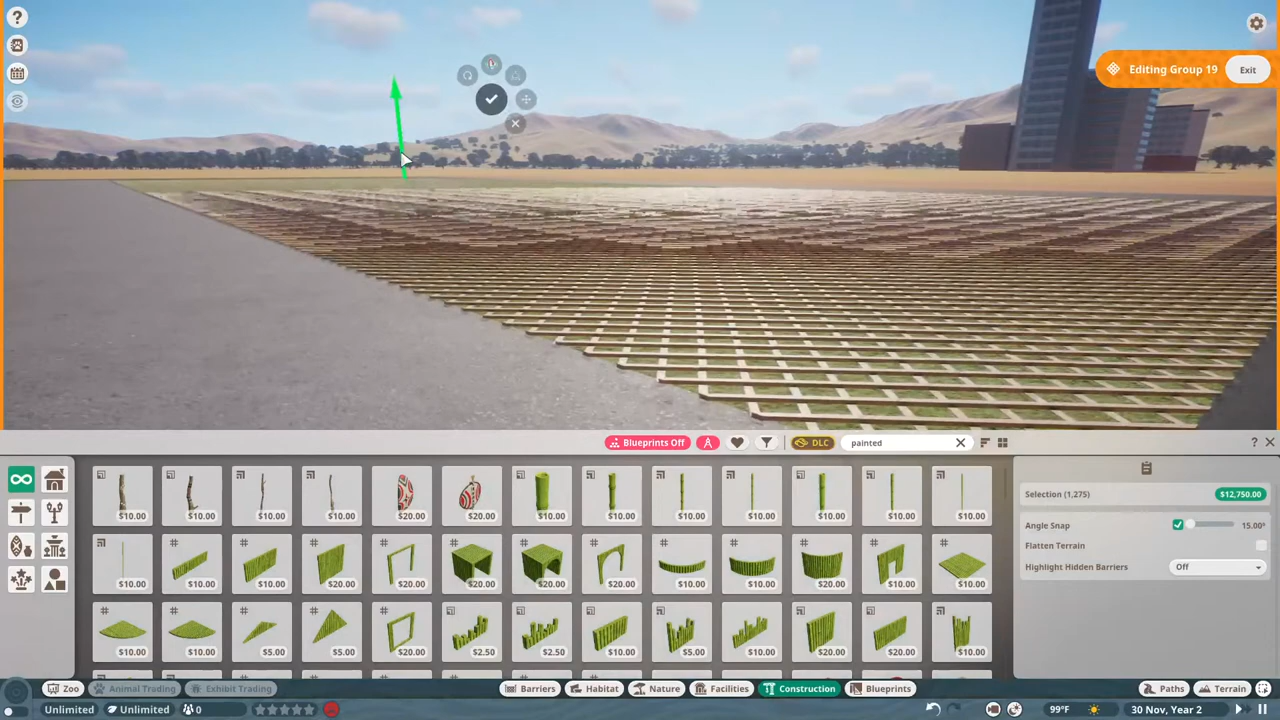 ?
Editing Group 19
Exit
Blueprints Off
DLC
painted
?
$10.00
$10.00
$10.00
$10.00
$20.00
$20.00
$10.00
$10.00
$10.00
$10.00
$10.00
$10.00
$10.00
$10.00
$10.00
$10.00
$20.00
$10.00
$20.00
$20.00
$20.00
$10.00
$10.00
$20.00
$10.00
$10.00
$10.00
$10.00
$5.00
$5.00
$20.00
$2.50
$2.50
$10.00
$5.00
$10.00
$20.00
$20.00
$10.00
Selection (1,275)
$12,750.00
Angle Snap
15.00°
Flatten Terrain
Highlight Hidden Barriers
Off
Zoo
Animal Trading
Exhibit Trading
Barriers
Habitat
Nature
Facilities
Construction
Blueprints
Paths
Terrain
Unlimited
Unlimited
0
99°F
30 Nov, Year 2